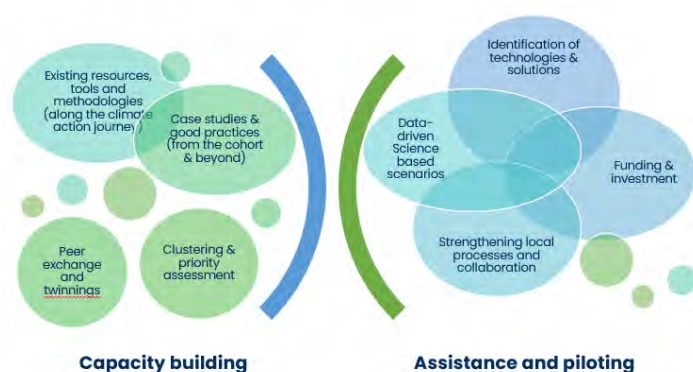 Existing resources,
tools and
methodologies
(along the climate
action journey)
Case studies &
good practices
(from the cohort
& beyond)
Peer
exchange
and
twinnings
Clustering &
priority
assessment
Capacity building
Identification of
technologies &
solutions
Data-
driven
Science
based
scenarios
Funding &
investment
Strengthening local
processes and
collaboration
Assistance and piloting